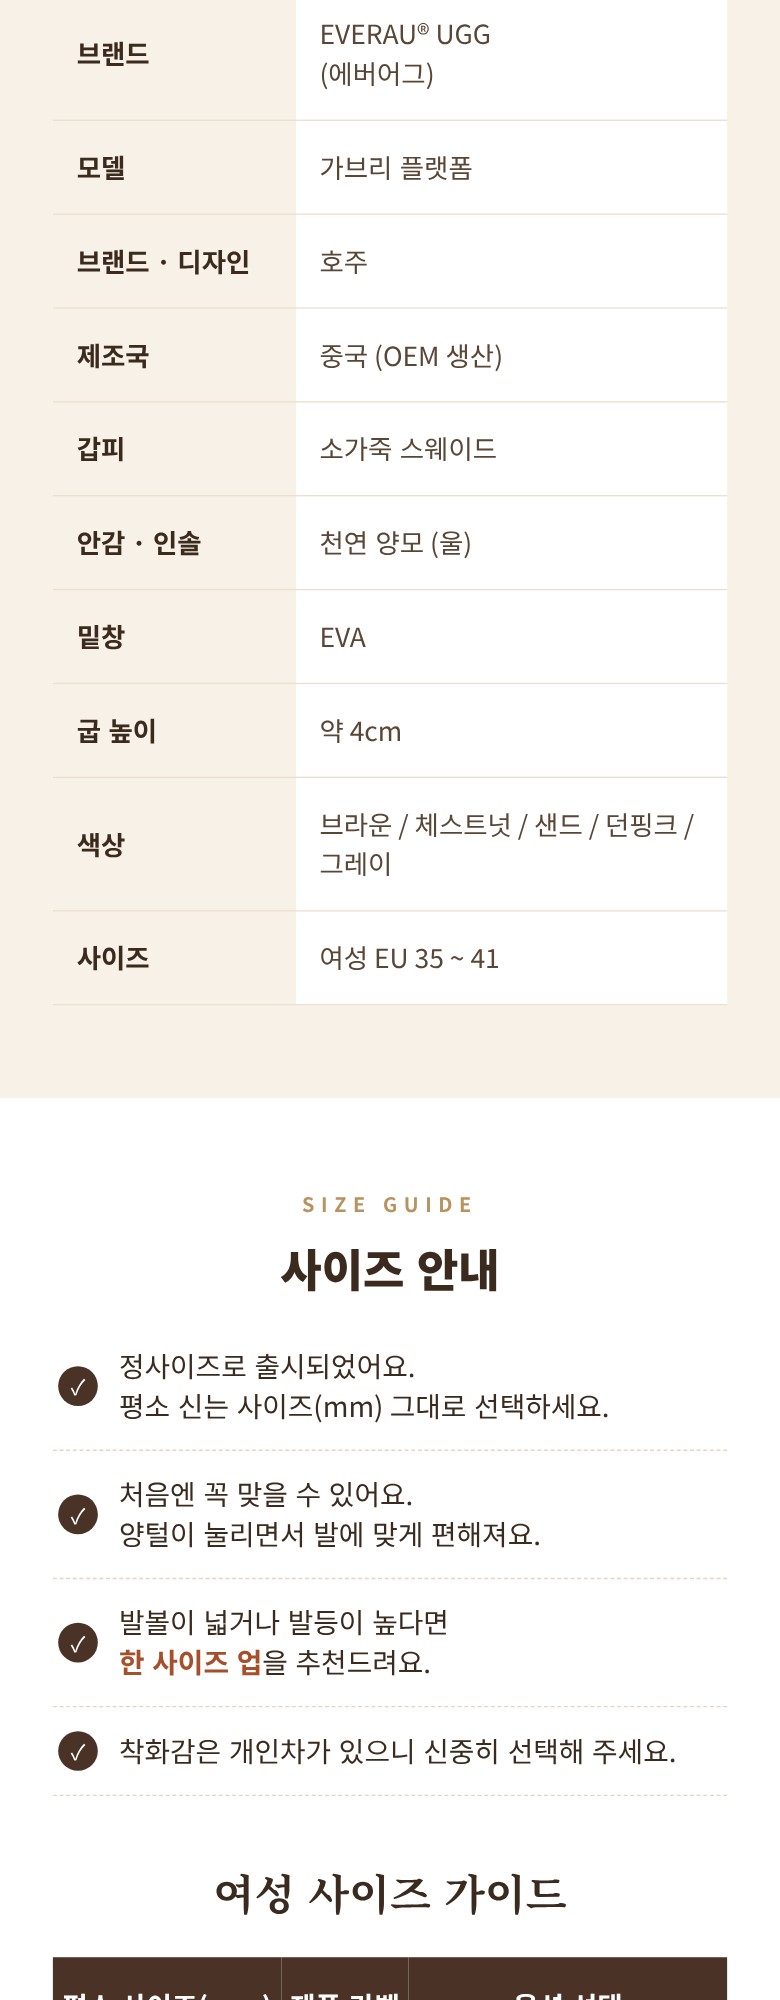 브랜드
EVERAU® UGG
(에버어그)
모델
가브리 플랫폼
브랜드 · 디자인
호주
제조국
중국 (OEM 생산)
갑피
소가죽 스웨이드
안감 · 인솔
천연 양모 (울)
밑창
EVA
굽 높이
약 4cm
색상
브라운 / 체스트넛 / 샌드 / 던핑크 /
그레이
사이즈
여성 EU 35 ~ 41
SIZE GUIDE
사이즈 안내
정사이즈로 출시되었어요.
평소 신는 사이즈(mm) 그대로 선택하세요.
처음엔 꼭 맞을 수 있어요.
양털이 눌리면서 발에 맞게 편해져요.
발볼이 넓거나 발등이 높다면
한 사이즈 업을 추천드려요.
착화감은 개인차가 있으니 신중히 선택해 주세요.
여성 사이즈 가이드